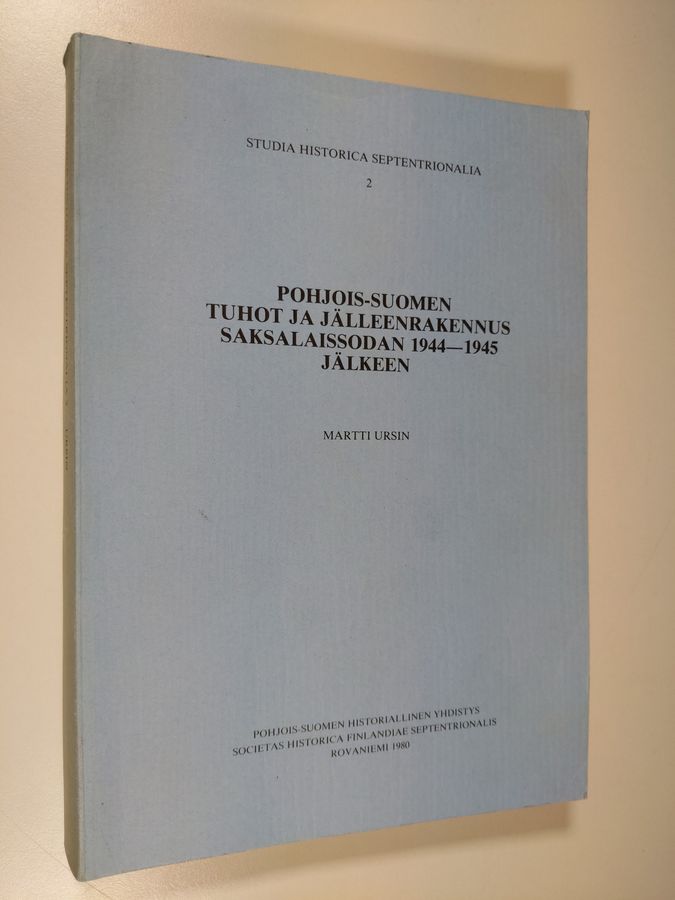 STUDIA HISTORICA SEPTENTRIONALIA
2
POHJOIS-SUOMEN
TUHOT JA JÄLLEENRAKENNUS
SAKSALAISSODAN 1944—1945
JÄLKEEN
MARTTI URSIN
POHJOIS-SUOMEN HISTORIALLINEN YHDISTYS
SOCIETAS HISTORICA FINLANDIAE SEPTENTRIONALIS
ROVANIEMI 1980